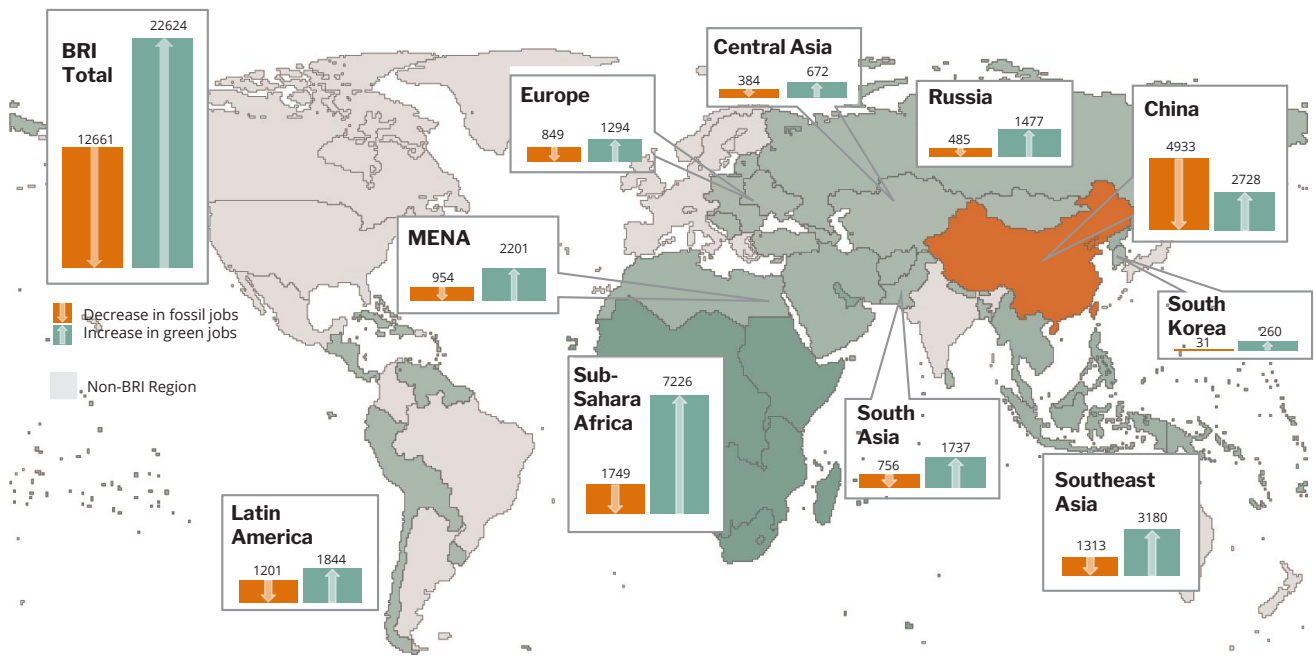 BRI
Total
22624
12661
Decrease in fossil jobs
Increase in green jobs
Non-BRI Region
Europe
849
1294
Central Asia
384
672
Russia
485
1477
China
4933
2728
MENA
954
2201
South
Korea
31
260
Sub-
Sahara
Africa
7226
1749
South
Asia
756
1737
Southeast
Asia
1313
3180
Latin
America
1201
1844